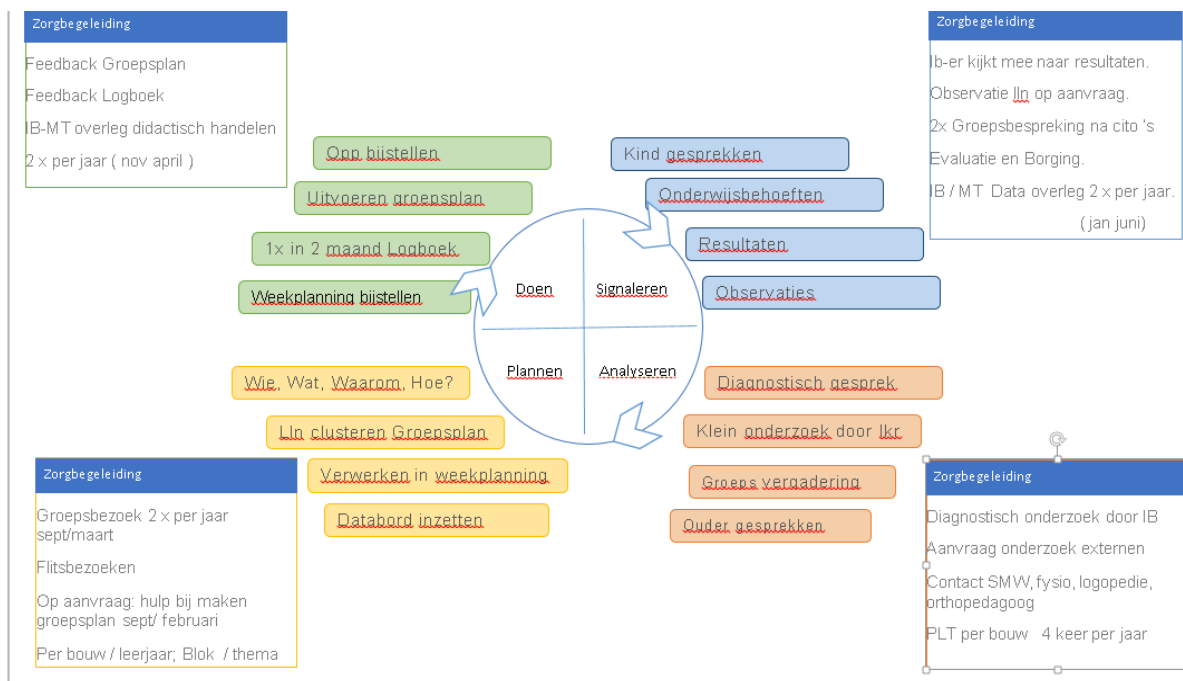 Zorgbegeleiding
Feedback Groepsplan
Feedback Logboek
IB-MT overleg didactisch handelen
2 x per jaar ( nov april )
Opp bijstellen
Uitvoeren groepsplan
1x in 2 maand Logboek
Weekplanning bijstellen
Kind gesprekken
Onderwijsbehoeften
Resultaten
Observaties
Zorgbegeleiding
Ib-er kijkt mee naar resultaten.
Observatie lln op aanvraag.
2x Groepsbespreking na cito 's
Evaluatie en Borging.
IB / MT Data overleg 2 x per jaar.
( jan juni)
Doen
Signaleren
Plannen
Analyseren
Wie, Wat, Waarom, Hoe?
Lln clusteren Groepsplan
Verwerken in weekplanning
Databord inzetten
Diagnostisch gesprek
Klein onderzoek door lkr.
Groeps vergadering
Ouder gesprekken
Zorgbegeleiding
Groepsbezoek 2 x per jaar
sept/maart
Flitsbezoeken
Op aanvraag: hulp bij maken
groepsplan sept/ februari
Per bouw / leerjaar; Blok / thema
Zorgbegeleiding
Diagnostisch onderzoek door IB
Aanvraag onderzoek externen
Contact SMW, fysio, logopedie,
orthopedagoog
PLT per bouw 4 keer per jaar